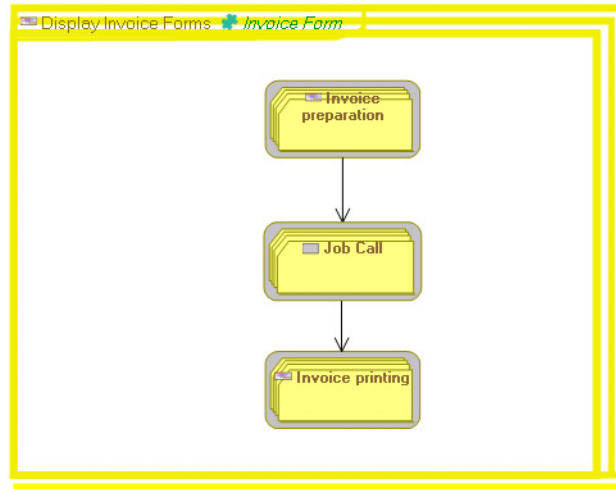 Display Invoice Forms Invoice Form
Invoice
preparation
Job Call
Invoice printing